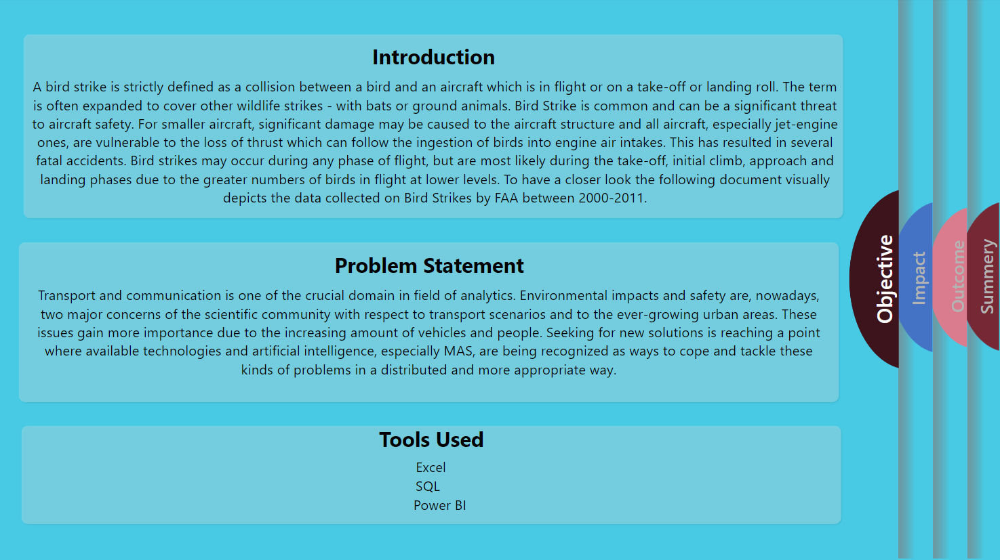 Introduction
A bird strike is strictly defined as a collision between a bird and an aircraft which is in flight or on a take-off or landing roll. The term
is often expanded to cover other wildlife strikes - with bats or ground animals. Bird Strike is common and can be a significant threat
to aircraft safety. For smaller aircraft, significant damage may be caused to the aircraft structure and all aircraft, especially jet-engine
ones, are vulnerable to the loss of thrust which can follow the ingestion of birds into engine air intakes. This has resulted in several
fatal accidents. Bird strikes may occur during any phase of flight, but are most likely during the take-off, initial climb, approach and
landing phases due to the greater numbers of birds in flight at lower levels. To have a closer look the following document visually
depicts the data collected on Bird Strikes by FAA between 2000-2011.
Problem Statement
Transport and communication is one of the crucial domain in field of analytics. Environmental impacts and safety are, nowadays,
two major concerns of the scientific community with respect to transport scenarios and to the ever-growing urban areas. These
issues gain more importance due to the increasing amount of vehicles and people. Seeking for new solutions is reaching a point
where available technologies and artificial intelligence, especially MAS, are being recognized as ways to cope and tackle these
kinds of problems in a distributed and more appropriate way.
Tools Used
Excel
SQL
Power BI
Objective
Impact
Outcome
Summery